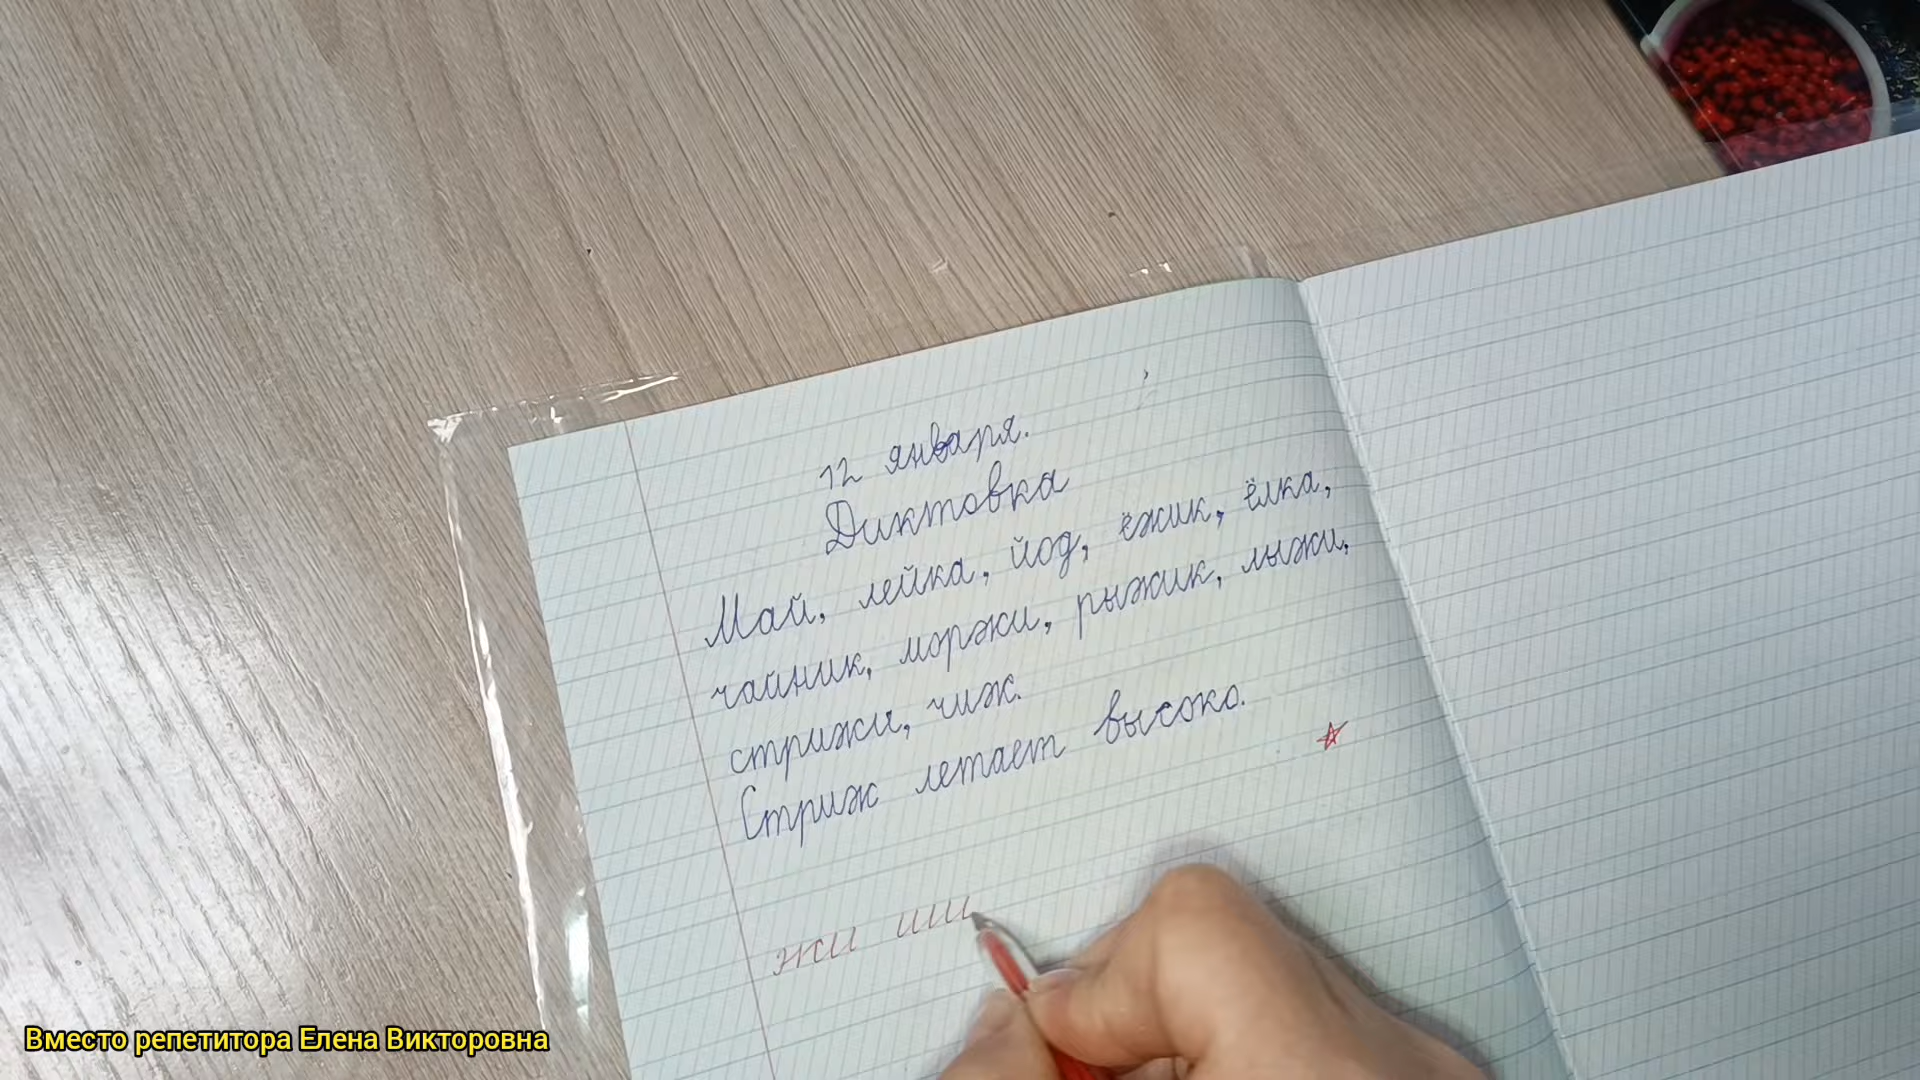 12 января.
Диктовка
Май, лейка, йод, ёжик, ёлка,
чайник, моржи, рыжик, лыжи,
стрижи, чиж.
Стриж летает высоко.
жи ши
Вместо репетитора Елена Викторовна